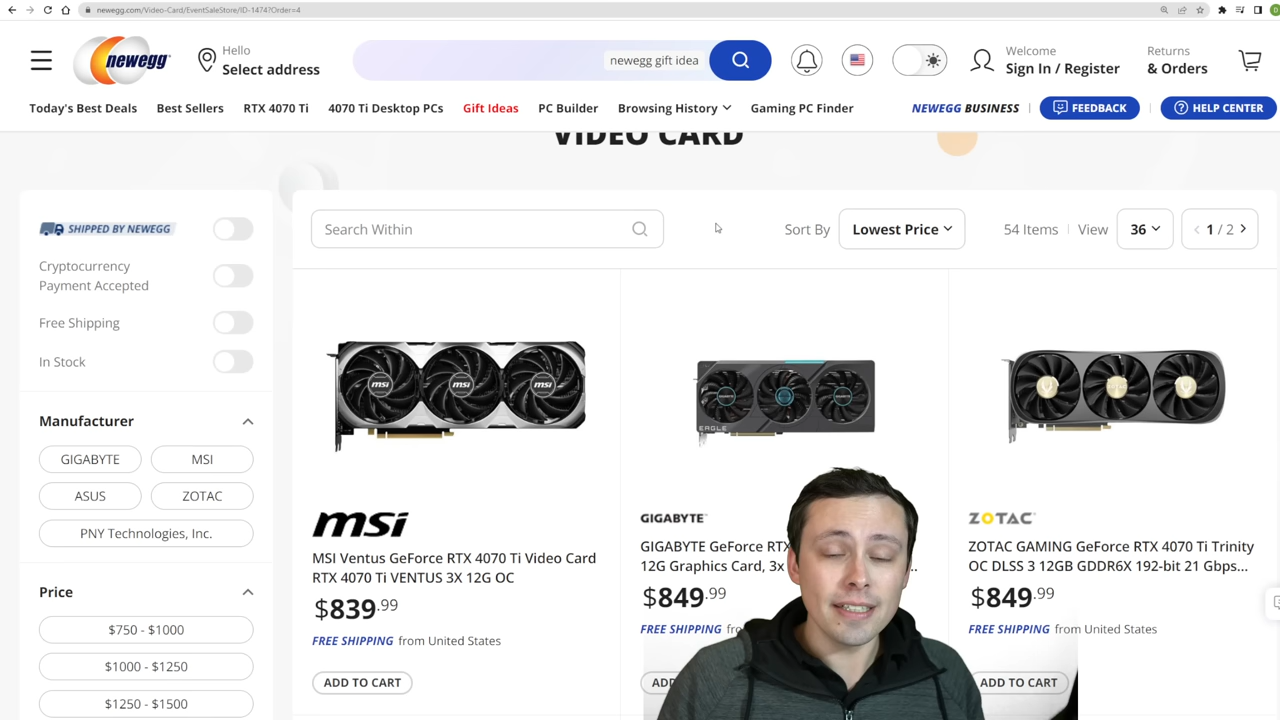 newegg.com/Video-Card/EventSaleStore/ID-1474?Order=4
newegg
Hello
Select address
newegg gift idea
Welcome
Sign In / Register
Returns
& Orders
Today's Best Deals
Best Sellers
RTX 4070 Ti
4070 Ti Desktop PCs
Gift Ideas
PC Builder
Browsing History
Gaming PC Finder
NEWEGG BUSINESS
FEEDBACK
HELP CENTER
VIDEO CARD
SHIPPED BY NEWEGG
Cryptocurrency
Payment Accepted
Free Shipping
In Stock
Manufacturer
GIGABYTE
MSI
ASUS
ZOTAC
PNY Technologies, Inc.
Price
$750 - $1000
$1000 - $1250
$1250 - $1500
Search Within
Sort By
Lowest Price
54 Items
View
36
1 / 2
msi
msi
msi
msi
MSI Ventus GeForce RTX 4070 Ti Video Card
RTX 4070 Ti VENTUS 3X 12G OC
$839.99
FREE SHIPPING from United States
ADD TO CART
EAGLE
GIGABYTE
GIGABYTE GeForce RTX
12G Graphics Card, 3x
$849.99
FREE SHIPPING
ZOTAC
ZOTAC GAMING GeForce RTX 4070 Ti Trinity
OC DLSS 3 12GB GDDR6X 192-bit 21 Gbps...
$849.99
FREE SHIPPING from United States
ADD TO CART